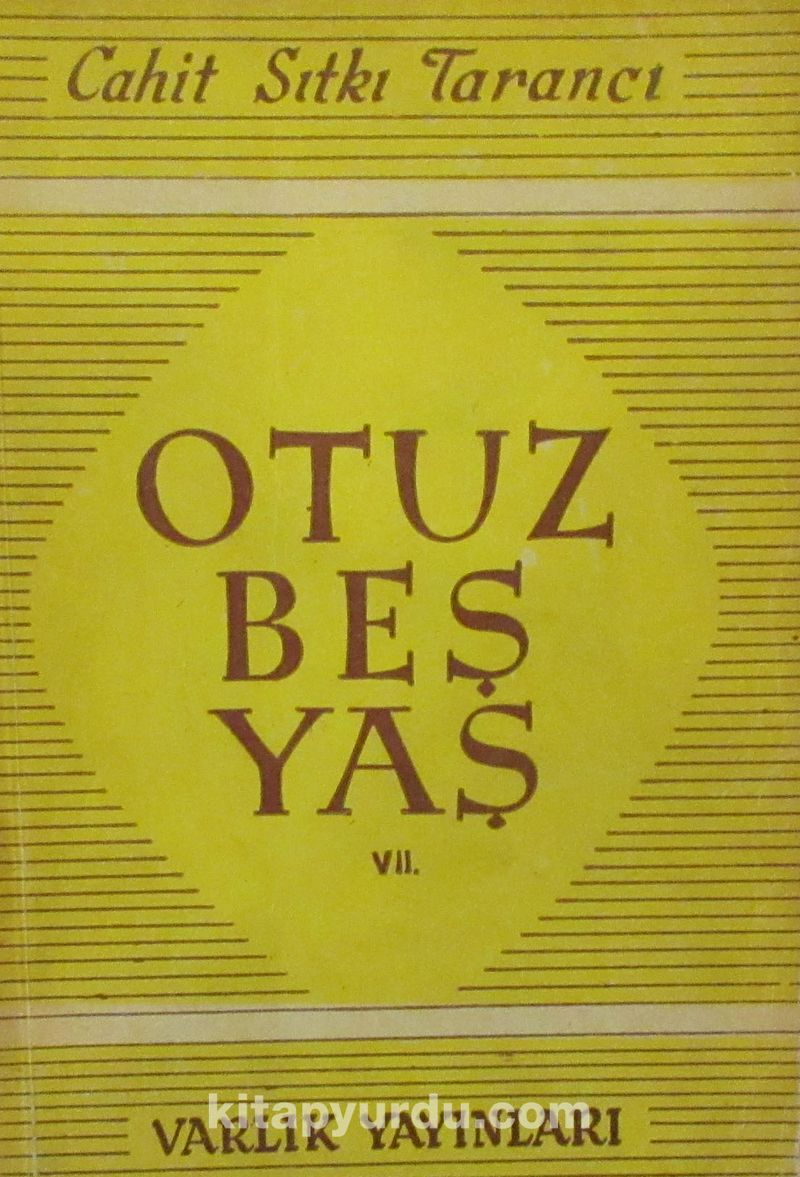 Cahit Sıtkı Tarancı
OTUZ
BEŞ
YAŞ
VII.
kitapyurdu.com
VARLIK YAYINLARI